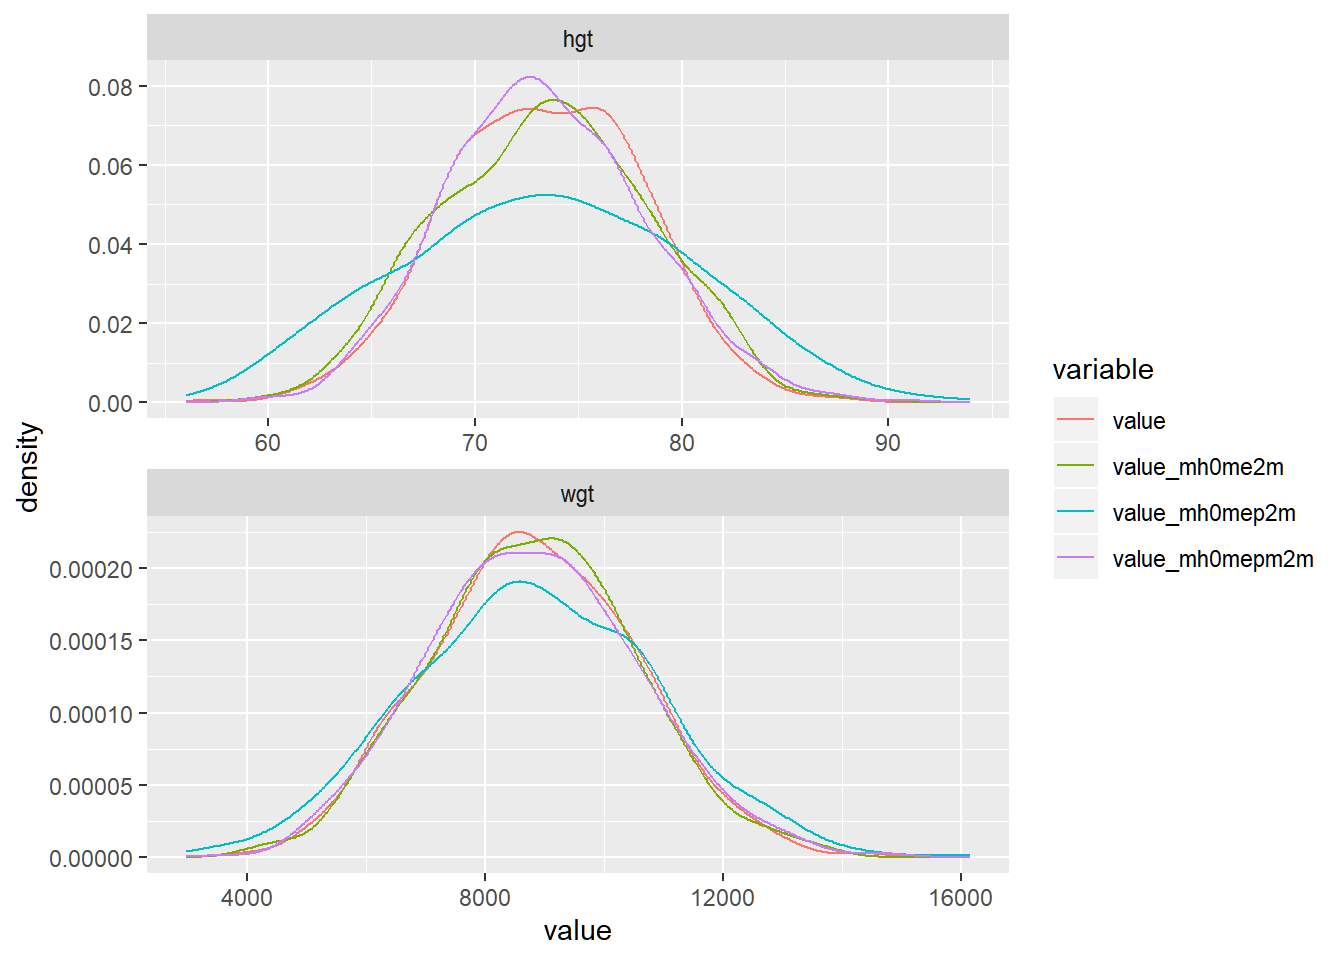 hgt
0.08
0.06
0.04
0.02
0.00
60 70 80 90
wgt
0.00020
0.00015
0.00010
0.00005
0.00000
4000 8000 12000 16000
value
density
variable
value
value_mh0me2m
value_mh0mep2m
value_mh0mepm2m